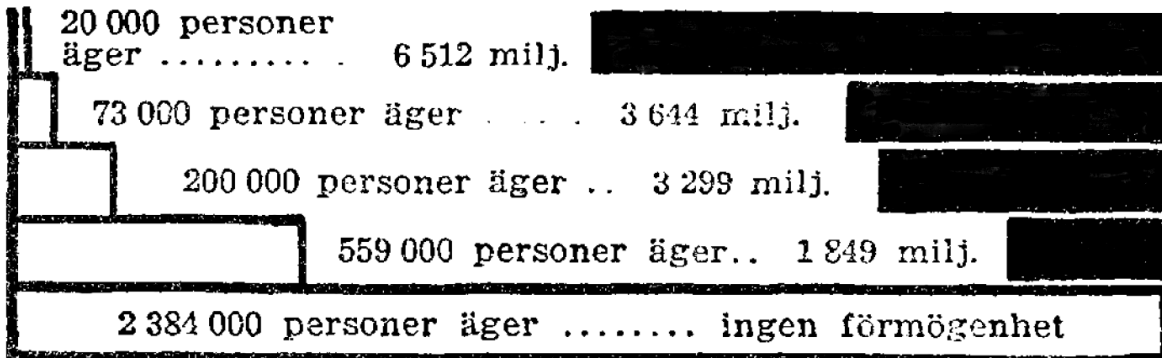 20 000 personer
äger ......... . 6 512 milj.
73 000 personer äger . . . 3 644 milj.
200 000 personer äger .. 3 299 milj.
559 000 personer äger.. 1 849 milj.
2 384 000 personer äger ........ ingen förmögenhet